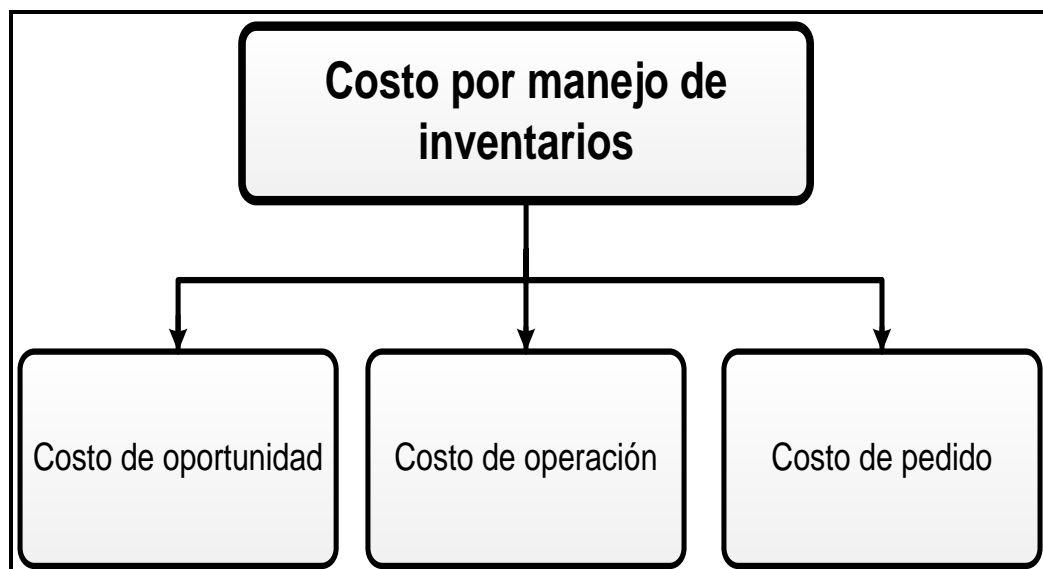 Costo por manejo de
inventarios
Costo de oportunidad
Costo de operación
Costo de pedido